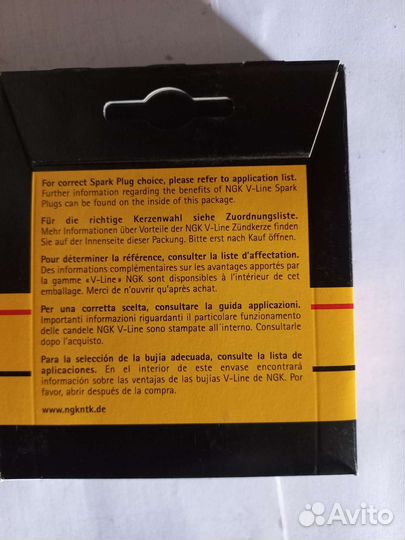 For correct Spark Plug choice, please refer to application list.
Further information regarding the benefits of NGK V-Line Spark
Plugs can be found on the inside of this package.
Für die richtige Kerzenwahl siehe Zuordnungsliste.
Mehr Informationen über Vorteile der NGK V-Line Zündkerze finden
Sie auf der Innenseite dieser Packung. Bitte erst nach Kauf öffnen.
Pour déterminer la référence, consulter la liste d'affectation.
Des informations complémentaires sur les avantages apportés par
la gamme «V-Line» NGK sont disponibles à l'intérieur de cet
emballage. Merci de n'ouvrir qu'après achat.
Per una corretta scelta, consultare la guida applicazioni.
Importanti informazioni riguardanti il particolare funzionamento
delle candele NGK V-Line sono stampate all'interno. Consultarle
dopo l'acquisto.
Para la selección de la bujía adecuada, consulte la lista de
aplicaciones. En el interior de este envase encontrará
información sobre las ventajas de las bujías V-Line de NGK. Por
favor, abrir después de la compra.
www.ngkntk.de
Avito